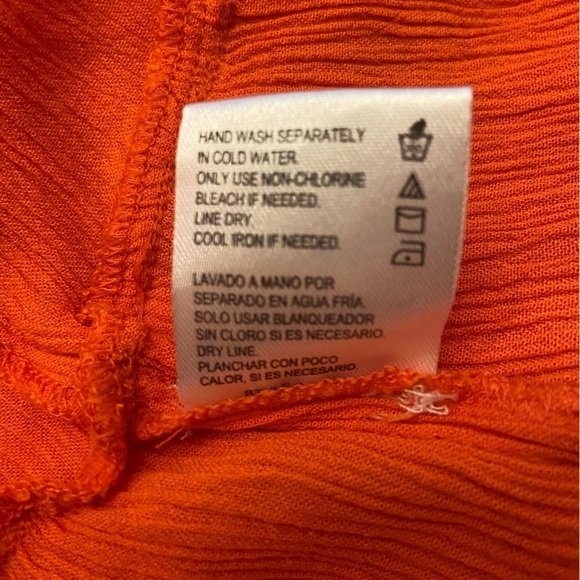 HAND WASH SEPARATELY
IN COLD WATER.
ONLY USE NON-CHLORINE
BLEACH IF NEEDED.
LINE DRY.
COOL IRON IF NEEDED.
LAVADO A MANO POR
SEPARADO EN AGUA FRÍA.
SOLO USAR BLANQUEADOR
SIN CLORO SI ES NECESARIO.
DRY LINE.
PLANCHAR CON POCO
CALOR, SI ES NECESARIO.